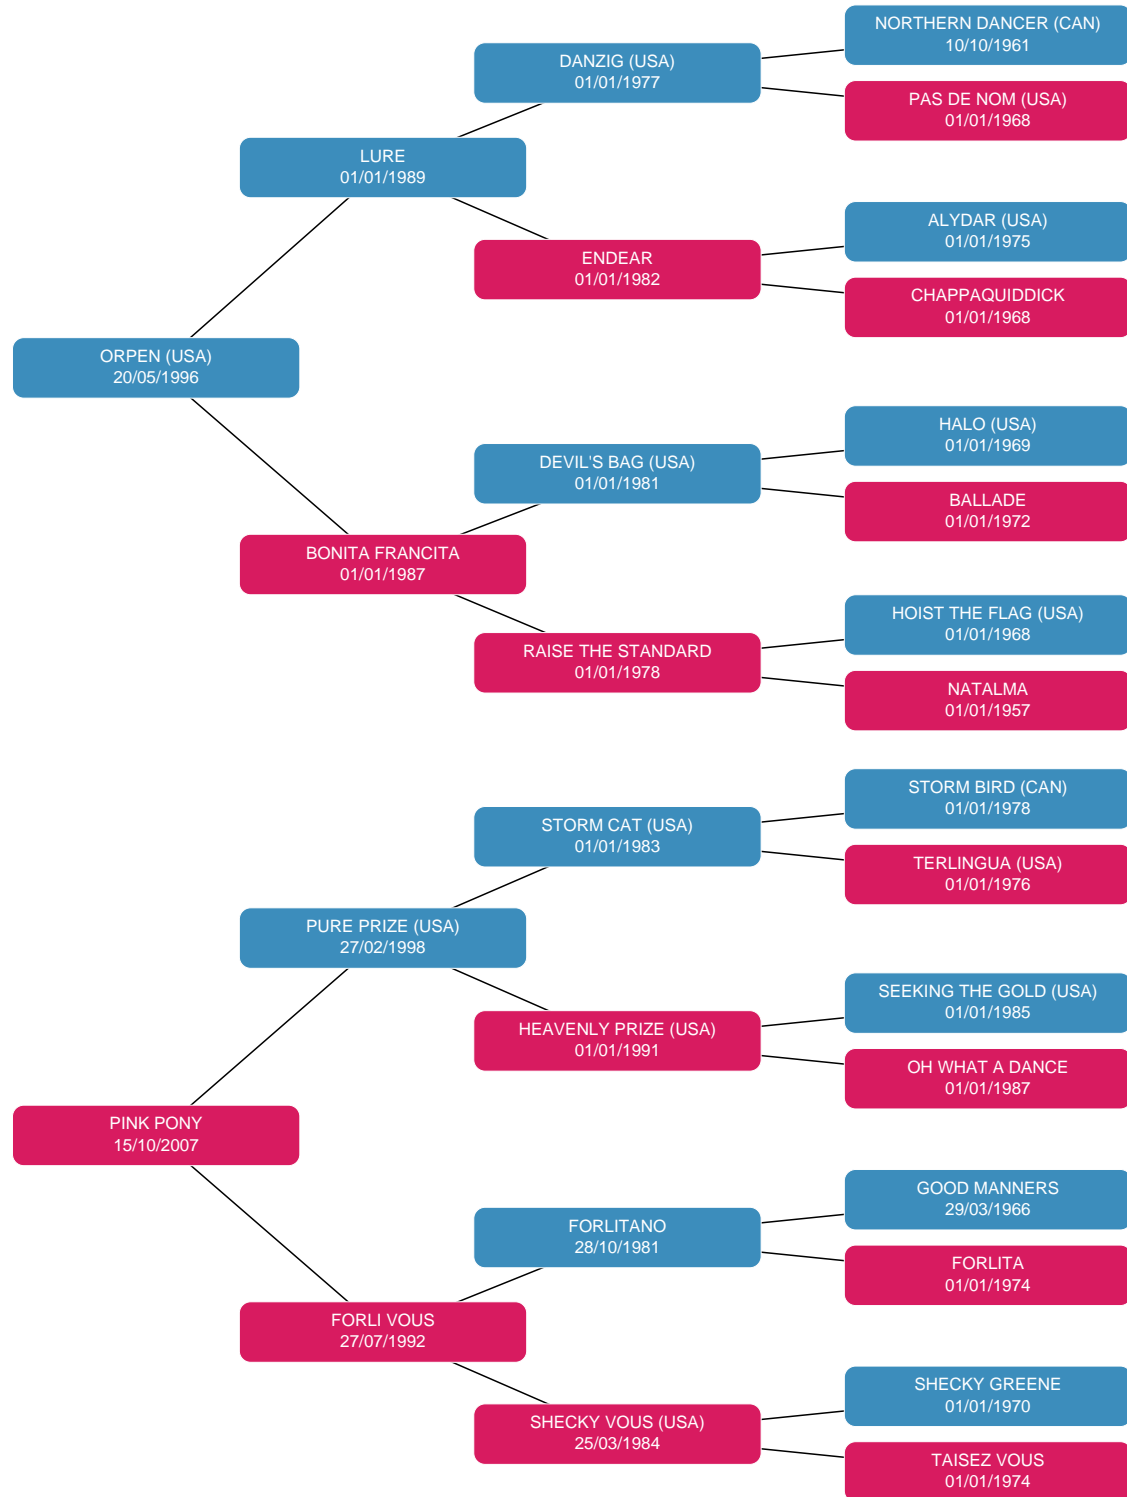 NORTHERN DANCER (CAN)
10/10/1961
DANZIG (USA)
01/01/1977
PAS DE NOM (USA)
01/01/1968
LURE
01/01/1989
ALYDAR (USA)
01/01/1975
ENDEAR
01/01/1982
CHAPPAQUIDDICK
01/01/1968
ORPEN (USA)
20/05/1996
HALO (USA)
01/01/1969
DEVIL'S BAG (USA)
01/01/1981
BALLADE
01/01/1972
BONITA FRANCITA
01/01/1987
HOIST THE FLAG (USA)
01/01/1968
RAISE THE STANDARD
01/01/1978
NATALMA
01/01/1957
STORM BIRD (CAN)
01/01/1978
STORM CAT (USA)
01/01/1983
TERLINGUA (USA)
01/01/1976
PURE PRIZE (USA)
27/02/1998
SEEKING THE GOLD (USA)
01/01/1985
HEAVENLY PRIZE (USA)
01/01/1991
OH WHAT A DANCE
01/01/1987
PINK PONY
15/10/2007
GOOD MANNERS
29/03/1966
FORLITANO
28/10/1981
FORLITA
01/01/1974
FORLI VOUS
27/07/1992
SHECKY GREENE
01/01/1970
SHECKY VOUS (USA)
25/03/1984
TAISEZ VOUS
01/01/1974